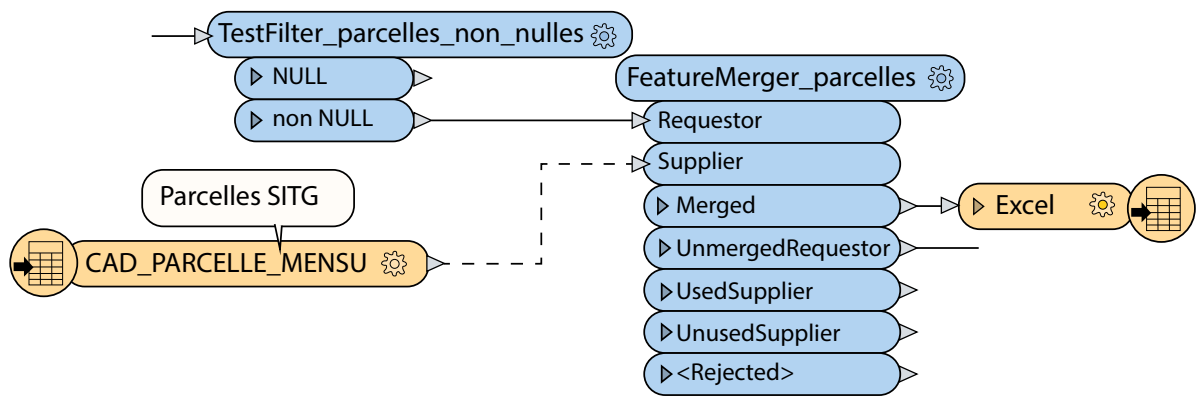 TestFilter_parcelles_non_nulles
NULL
non NULL
FeatureMerger_parcelles
Requestor
Supplier
Merged
UnmergedRequestor
UsedSupplier
UnusedSupplier
<Rejected>
Parcelles SITG
CAD_PARCELLE_MENSU
Excel